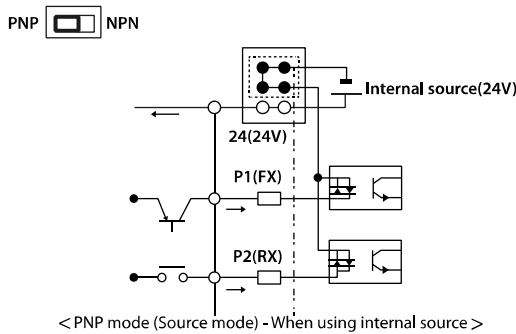 PNP NPN
Internal source(24V)
24(24V)
P1(FX)
P2(RX)
< PNP mode (Source mode) - When using internal source >